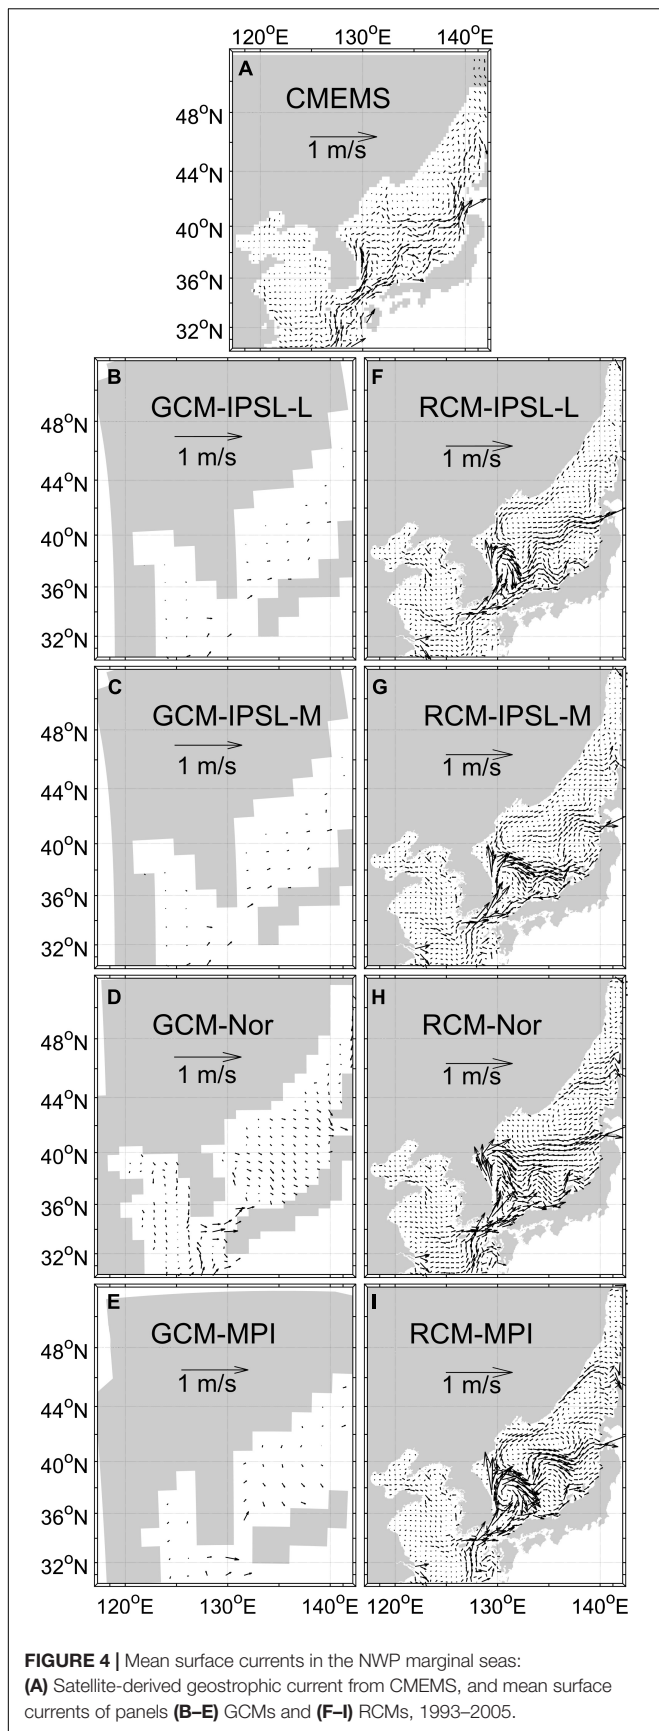 120°E 130°E 140°E
A
CMEMS
1 m/s
48°N
44°N
40°N
36°N
32°N
B
GCM-IPSL-L
1 m/s
48°N
44°N
40°N
36°N
32°N
F
RCM-IPSL-L
1 m/s
C
GCM-IPSL-M
1 m/s
48°N
44°N
40°N
36°N
32°N
G
RCM-IPSL-M
1 m/s
D
GCM-Nor
1 m/s
48°N
44°N
40°N
36°N
32°N
H
RCM-Nor
1 m/s
E
GCM-MPI
1 m/s
48°N
44°N
40°N
36°N
32°N
I
RCM-MPI
1 m/s
120°E 130°E 140°E 120°E 130°E 140°E
FIGURE 4 | Mean surface currents in the NWP marginal seas:
(A) Satellite-derived geostrophic current from CMEMS, and mean surface
currents of panels (B–E) GCMs and (F–I) RCMs, 1993–2005.